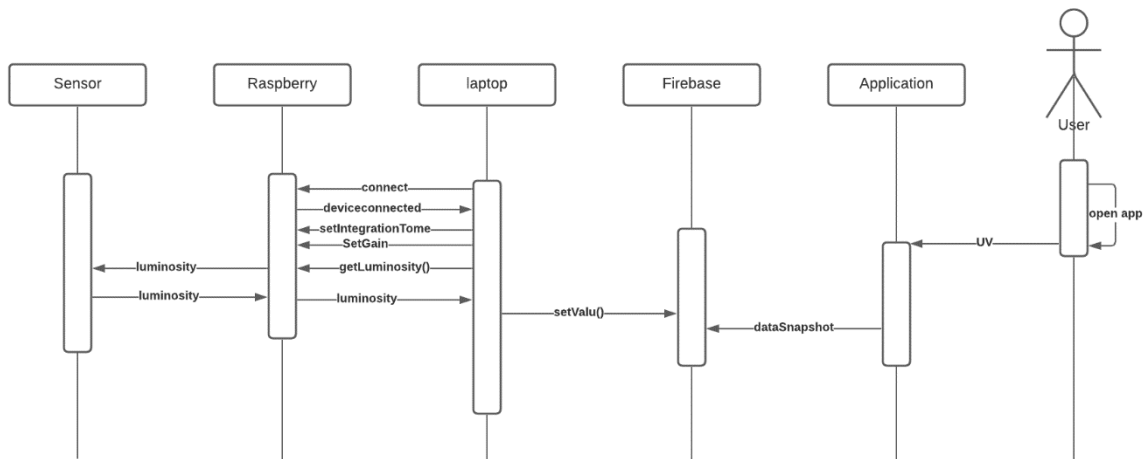 Sensor
Raspberry
laptop
Firebase
Application
User
connect
deviceconnected
setIntegrationTome
SetGain
luminosity
getLuminosity()
luminosity
luminosity
setValu()
dataSnapshot
UV
open app